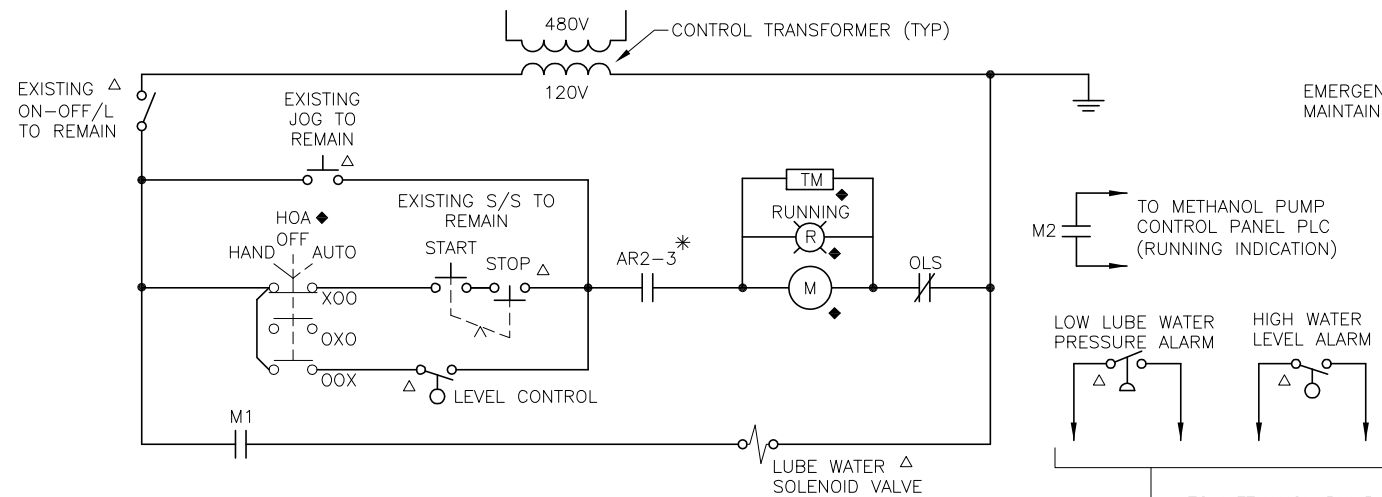 480V
CONTROL TRANSFORMER (TYP)
120V
EXISTING
ON-OFF/L
TO REMAIN
EXISTING
JOG TO
REMAIN
EMERGEN
MAINTAIN
HOA
OFF
HAND
AUTO
EXISTING S/S TO
REMAIN
START
STOP
XOO
OXO
OOX
LEVEL CONTROL
AR2-3*
TM
RUNNING
R
M
OLS
M2
TO METHANOL PUMP
CONTROL PANEL PLC
(RUNNING INDICATION)
LOW LUBE WATER
PRESSURE ALARM
HIGH WATER
LEVEL ALARM
M1
LUBE WATER
SOLENOID VALVE